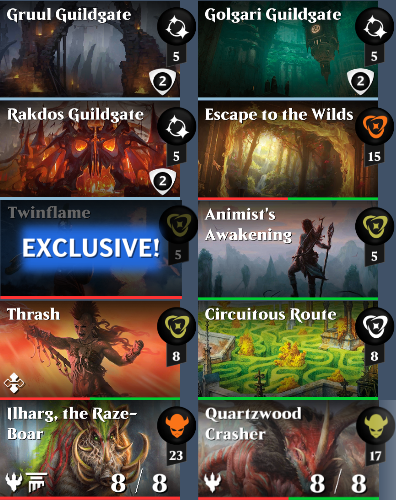 Gruul Guildgate
5
2
Golgari Guildgate
5
2
Rakdos Guildgate
5
2
Escape to the Wilds
15
Twinflame
EXCLUSIVE!
5
Animist's
Awakening
5
Thrash
8
Circuitous Route
8
Ilharg, the Raze-
Boar
23
8 / 8
Quartzwood
Crasher
17
8 / 8